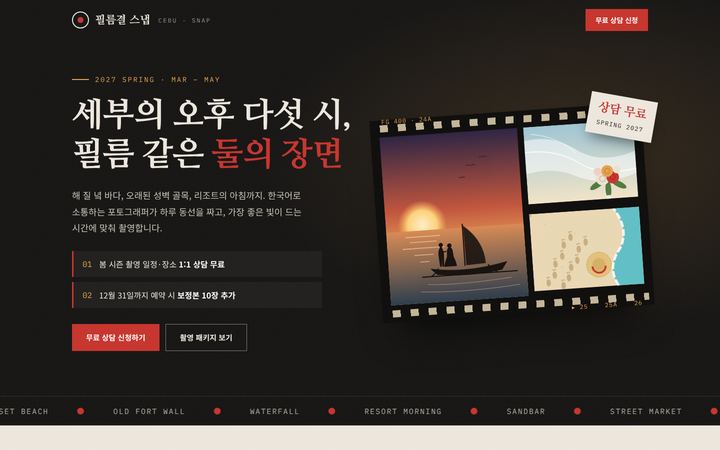 필름결 스냅 CEBU · SNAP
무료 상담 신청
2027 SPRING · MAR — MAY
세부의 오후 다섯 시,
필름 같은 둘의 장면
해 질 녘 바다, 오래된 성벽 골목, 리조트의 아침까지. 한국어로
소통하는 포토그래퍼가 하루 동선을 짜고, 가장 좋은 빛이 드는
시간에 맞춰 촬영합니다.
01 봄 시즌 촬영 일정·장소 1:1 상담 무료
02 12월 31일까지 예약 시 보정본 10장 추가
무료 상담 신청하기
촬영 패키지 보기
FG 400 · 24A
상담 무료
SPRING 2027
▶ 25 25A 26
SET BEACH OLD FORT WALL WATERFALL RESORT MORNING SANDBAR STREET MARKET